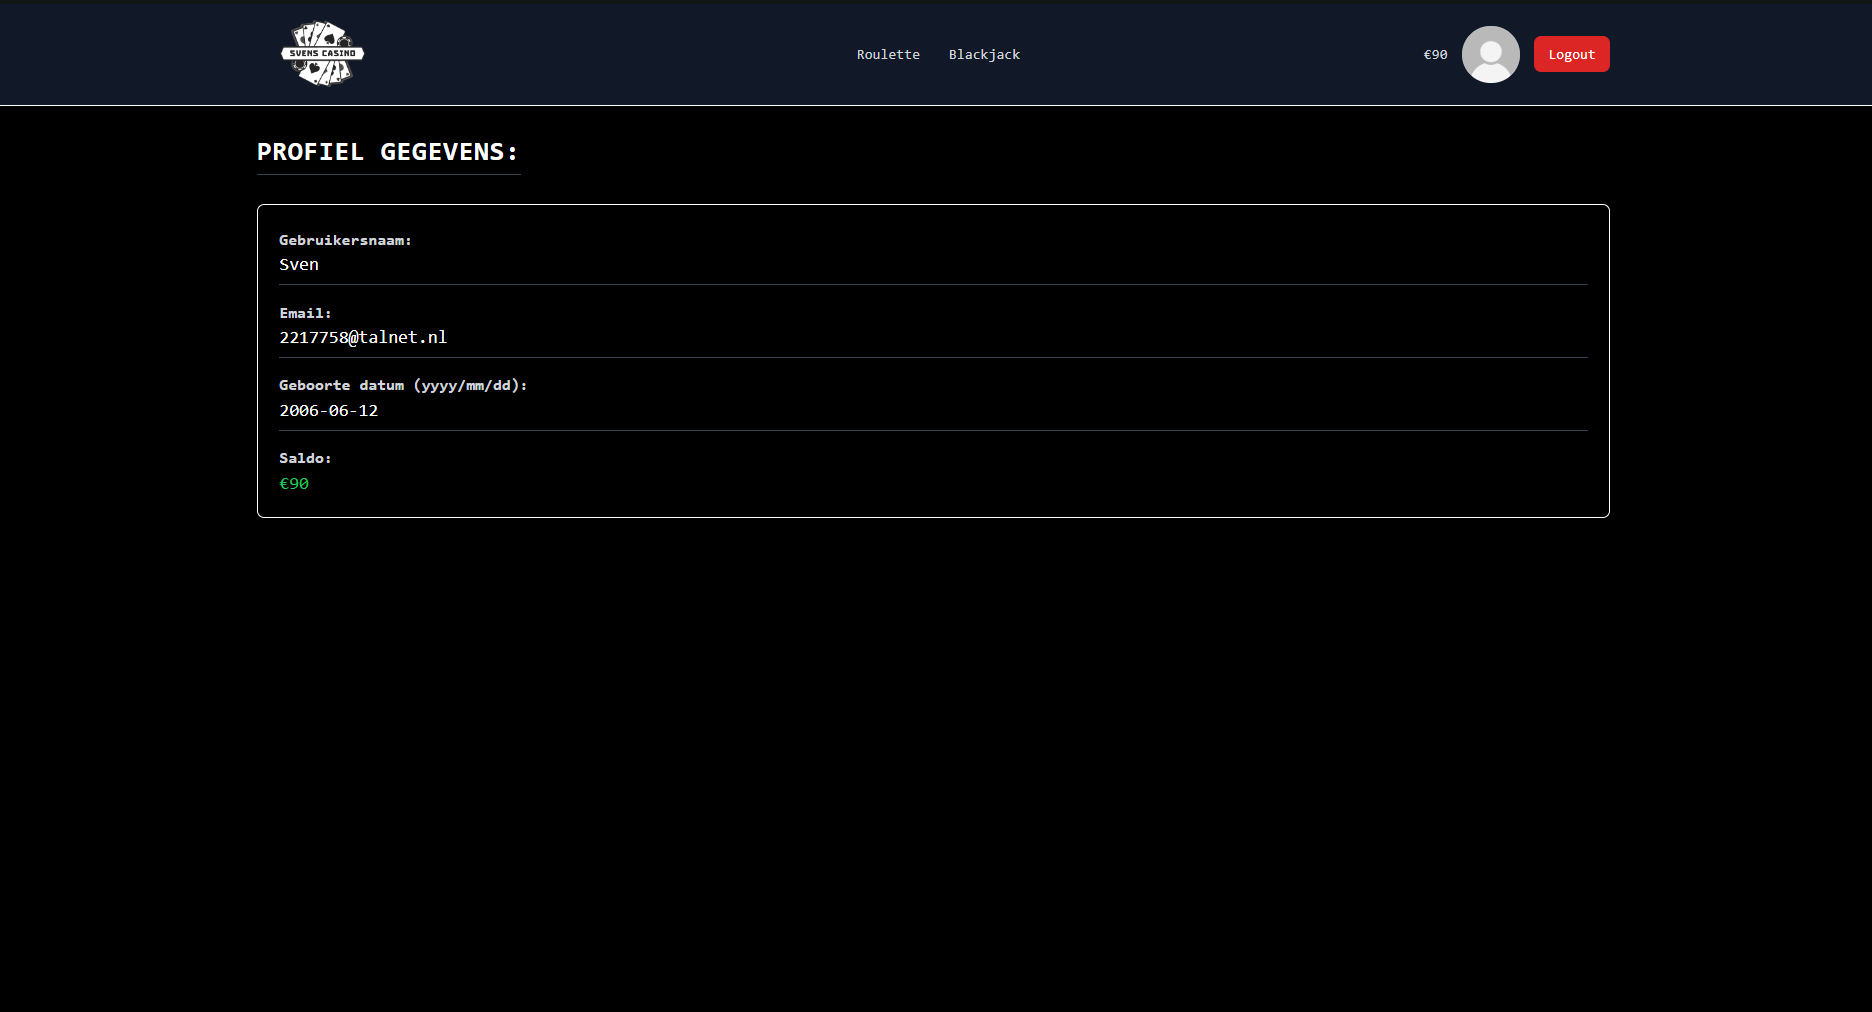 SVENS CASINO
Roulette Blackjack €90 Logout
PROFIEL GEGEVENS:
Gebruikersnaam:
Sven
Email:
2217758@talnet.nl
Geboorte datum (yyyy/mm/dd):
2006-06-12
Saldo:
€90